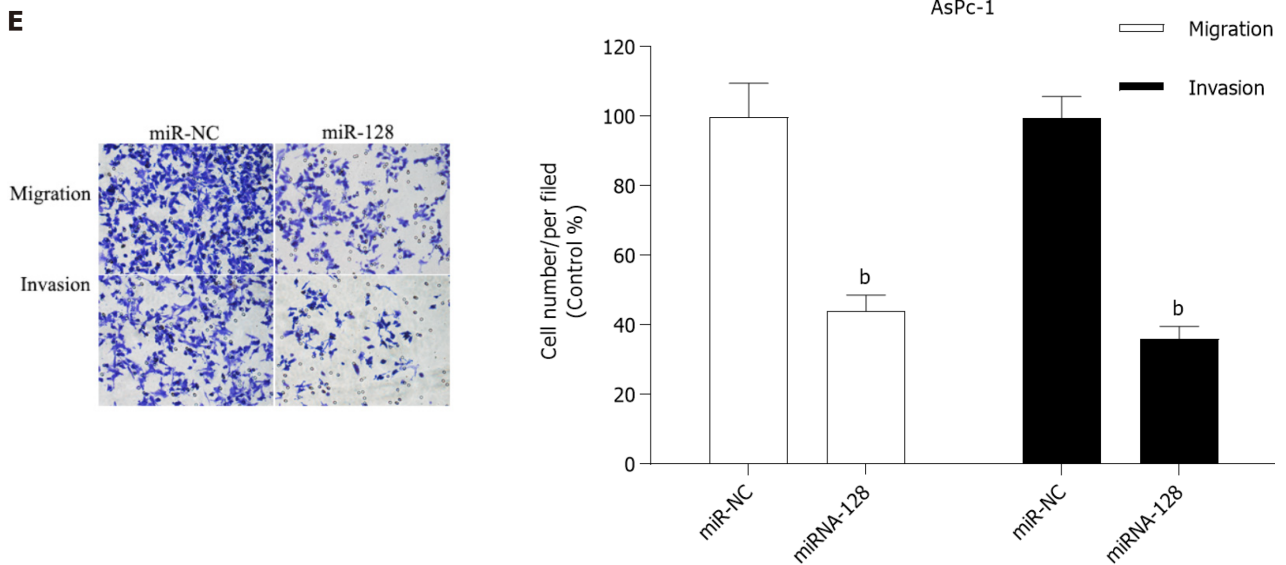 E
miR-NC miR-128
Migration
Invasion
AsPc-1
Migration
Invasion
Cell number/per filed
(Control %)
120
100
80
60
40
20
0
b
b
miR-NC
miRNA-128
miR-NC
miRNA-128